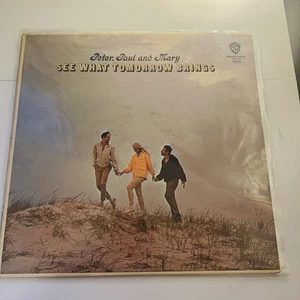 Peter, Paul and Mary
SEE WHAT TOMORROW BRINGS